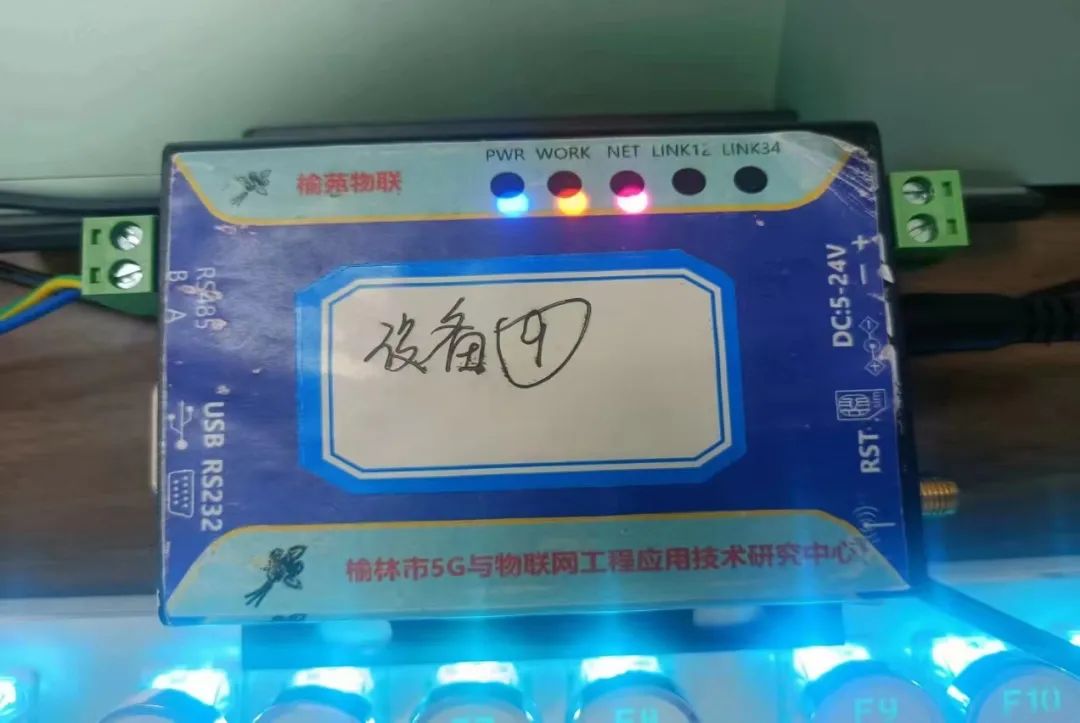 PWR WORK NET LINK12 LINK34
榆苑物联
RS485
B A
设备④
DC:5-24V
- +
USB RS232
RST
sim
榆林市5G与物联网工程应用技术研究中心
F9
F10